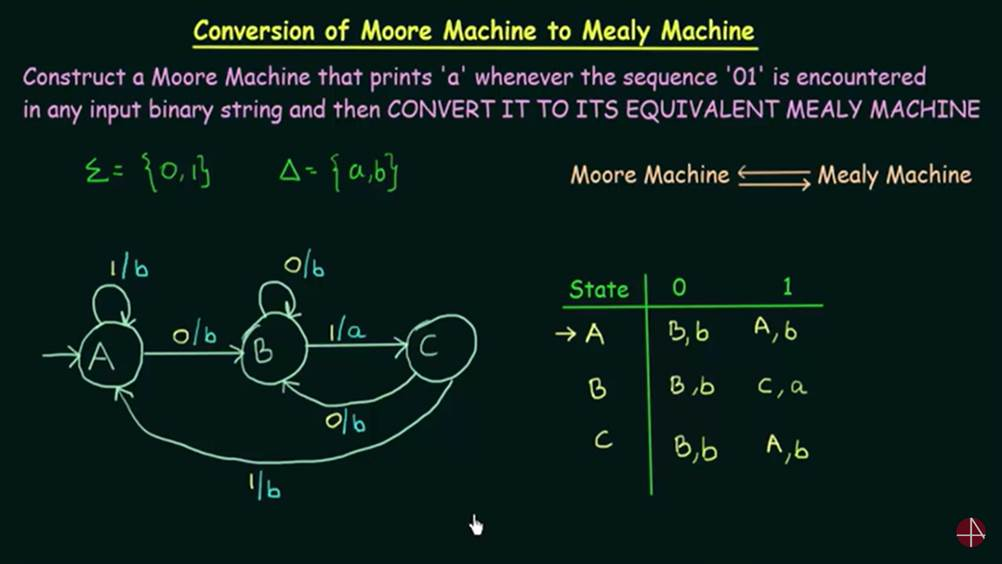 Conversion of Moore Machine to Mealy Machine
Construct a Moore Machine that prints 'a' whenever the sequence '01' is encountered
in any input binary string and then CONVERT IT TO ITS EQUIVALENT MEALY MACHINE
Σ = {0,1} Δ = {a,b}
Moore Machine ⇌ Mealy Machine
1/b
0/b
0/b
1/a
A
B
C
0/b
1/b
State 0 1
→ A B,b A,b
B B,b C,a
C B,b A,b